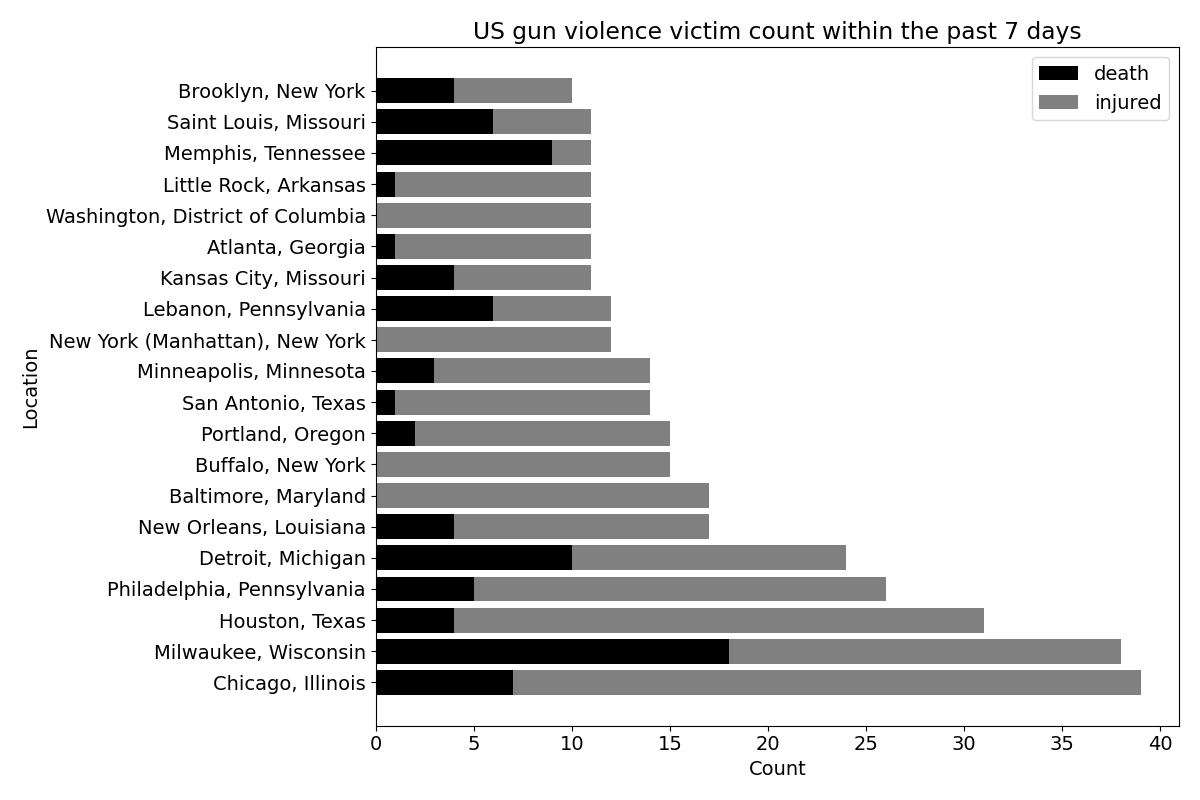 US gun violence victim count within the past 7 days
death
injured
Brooklyn, New York
Saint Louis, Missouri
Memphis, Tennessee
Little Rock, Arkansas
Washington, District of Columbia
Atlanta, Georgia
Kansas City, Missouri
Lebanon, Pennsylvania
New York (Manhattan), New York
Minneapolis, Minnesota
San Antonio, Texas
Portland, Oregon
Buffalo, New York
Baltimore, Maryland
New Orleans, Louisiana
Detroit, Michigan
Philadelphia, Pennsylvania
Houston, Texas
Milwaukee, Wisconsin
Chicago, Illinois
Location
0 5 10 15 20 25 30 35 40
Count